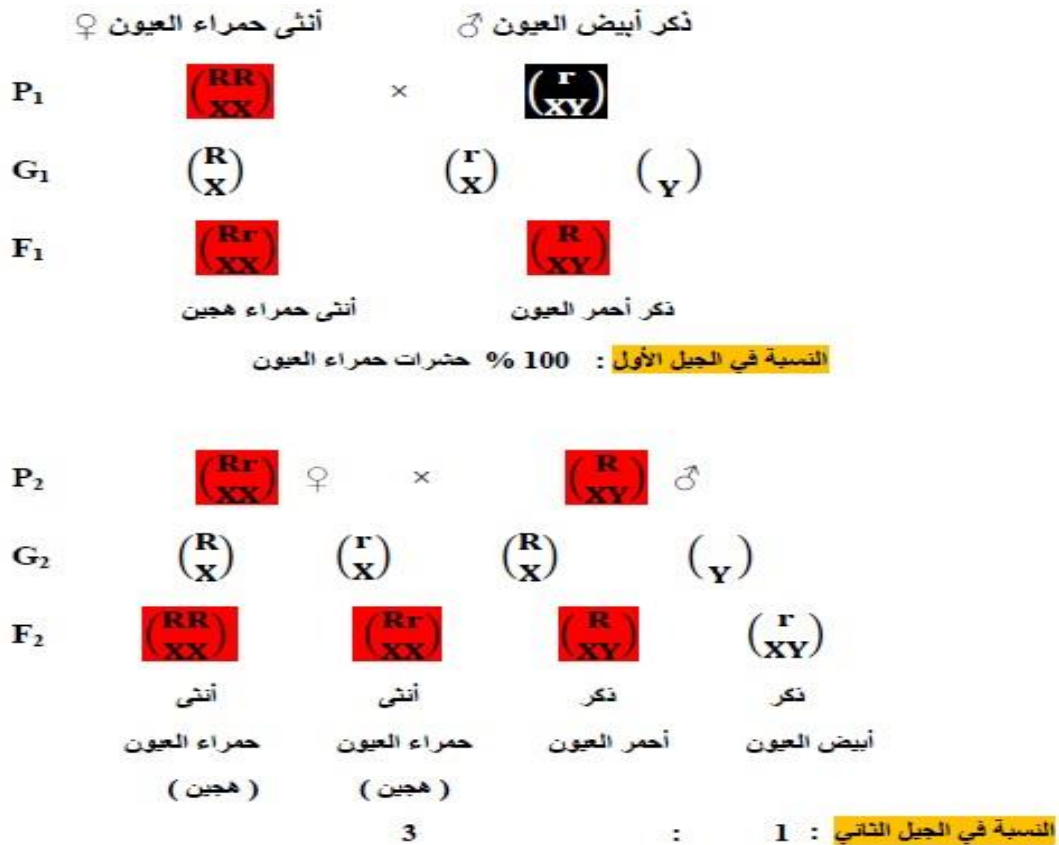 ذكر أبيض العيون ♂ أنثى حمراء العيون ♀
P₁ (RR XX) × (r XY)
G₁ (R X) (r X) ( Y)
F₁ (Rr XX) (R XY)
ذكر أحمر العيون أنثى حمراء هجين
النسبة في الجيل الأول : 100 % حشرات حمراء العيون
P₂ (Rr XX) ♀ × (R XY) ♂
G₂ (R X) (r X) (R X) ( Y)
F₂ (RR XX) (Rr XX) (R XY) (r XY)
ذكر ذكر أنثى أنثى
أبيض العيون أحمر العيون حمراء العيون حمراء العيون
( هجين ) ( هجين )
النسبة في الجيل الثاني : 1 : 3